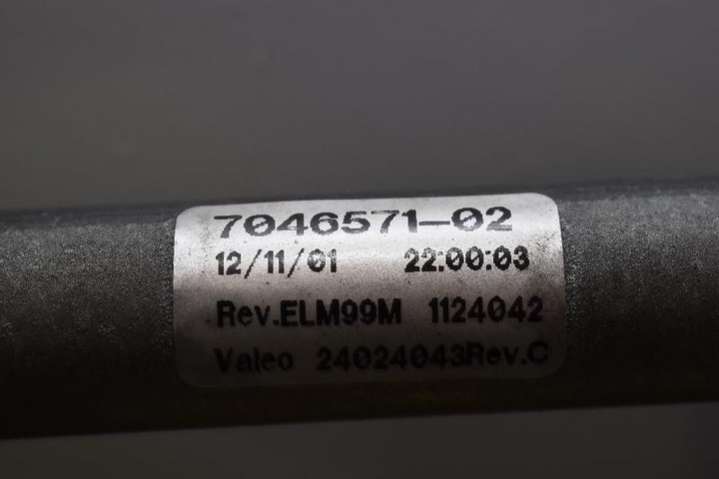 7046571-02
12/11/01 22:00:03
Rev.ELM99M 1124042
Valeo 24024043Rev.C